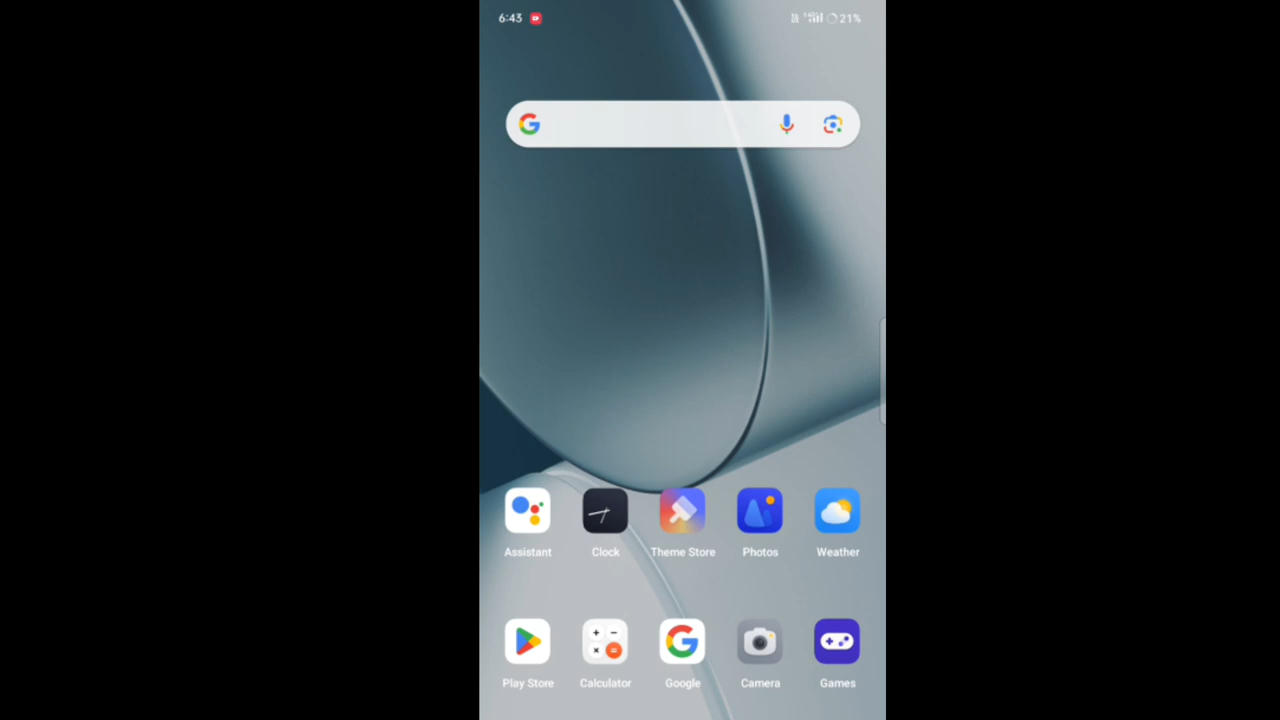 6:43 21%
Assistant Clock Theme Store Photos Weather
Play Store Calculator Google Camera Games